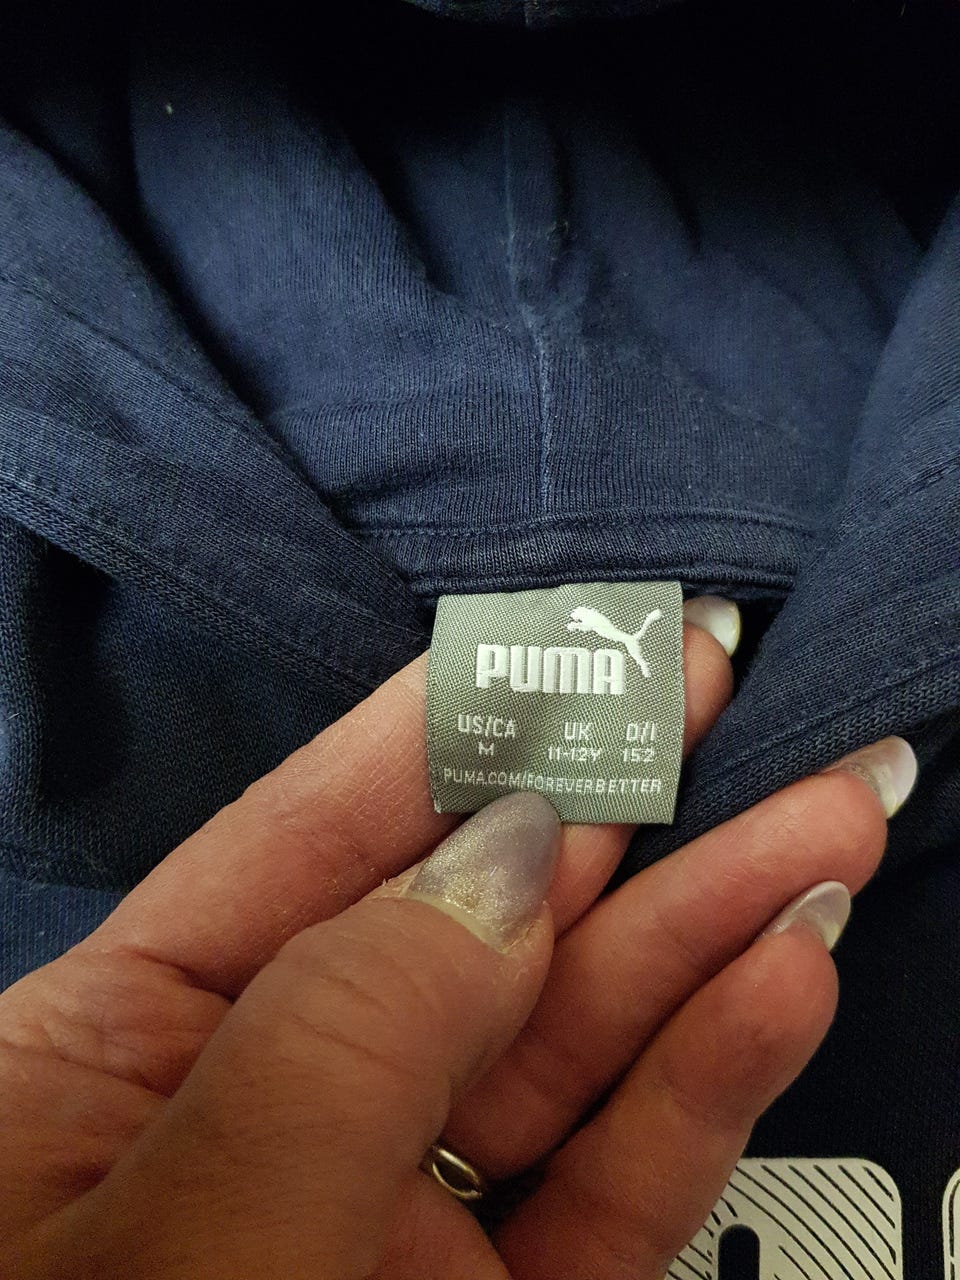 PUMA
US/CA UK D/I
M 11-12Y 152
PUMA.COM/FOREVERBETTER